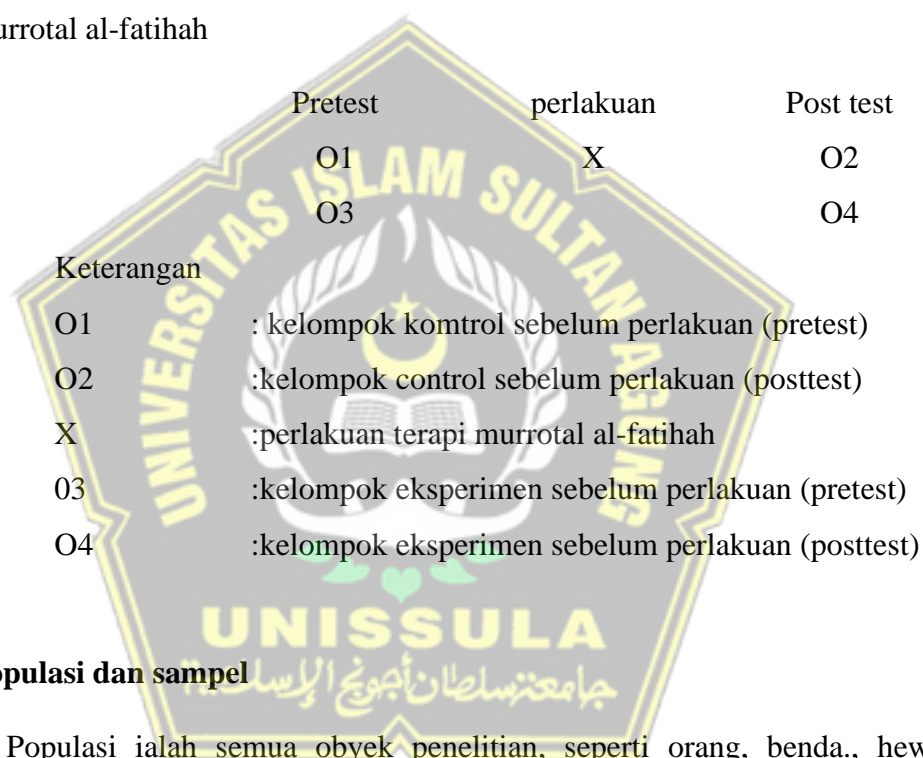 urrotal al-fatihah
Pretest perlakuan Post test
O1 X O2
O3 O4
Keterangan
O1 : kelompok komtrol sebelum perlakuan (pretest)
O2 :kelompok control sebelum perlakuan (posttest)
X :perlakuan terapi murrotal al-fatihah
03 :kelompok eksperimen sebelum perlakuan (pretest)
O4 :kelompok eksperimen sebelum perlakuan (posttest)
UNIVERSITAS ISLAM SULTAN AGUNG
UNISSULA
جامعتنسلطان أجونج الإسلامية
opulasi dan sampel
Populasi ialah semua obyek penelitian, seperti orang, benda., hew